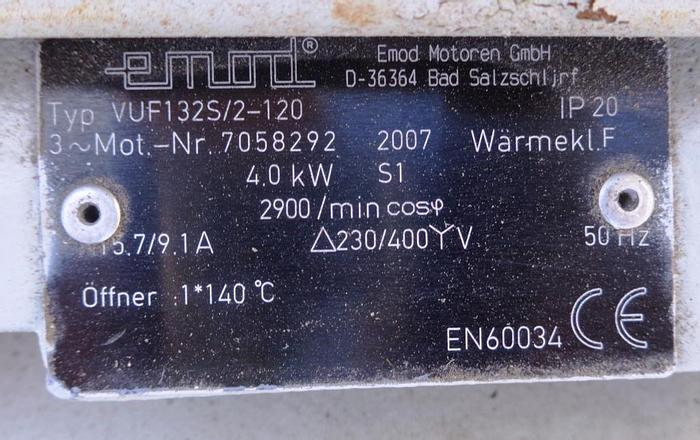 emod® Emod Motoren GmbH
D-36364 Bad Salzschlirf
Typ VUF132S/2-120 IP 20
3~Mot.-Nr. 7058292 2007 Wärmekl.F
4.0 kW S1
2900/min cosφ
15.7/9.1A △230/400Y V 50 Hz
Öffner 1*140 °C
EN60034 CE